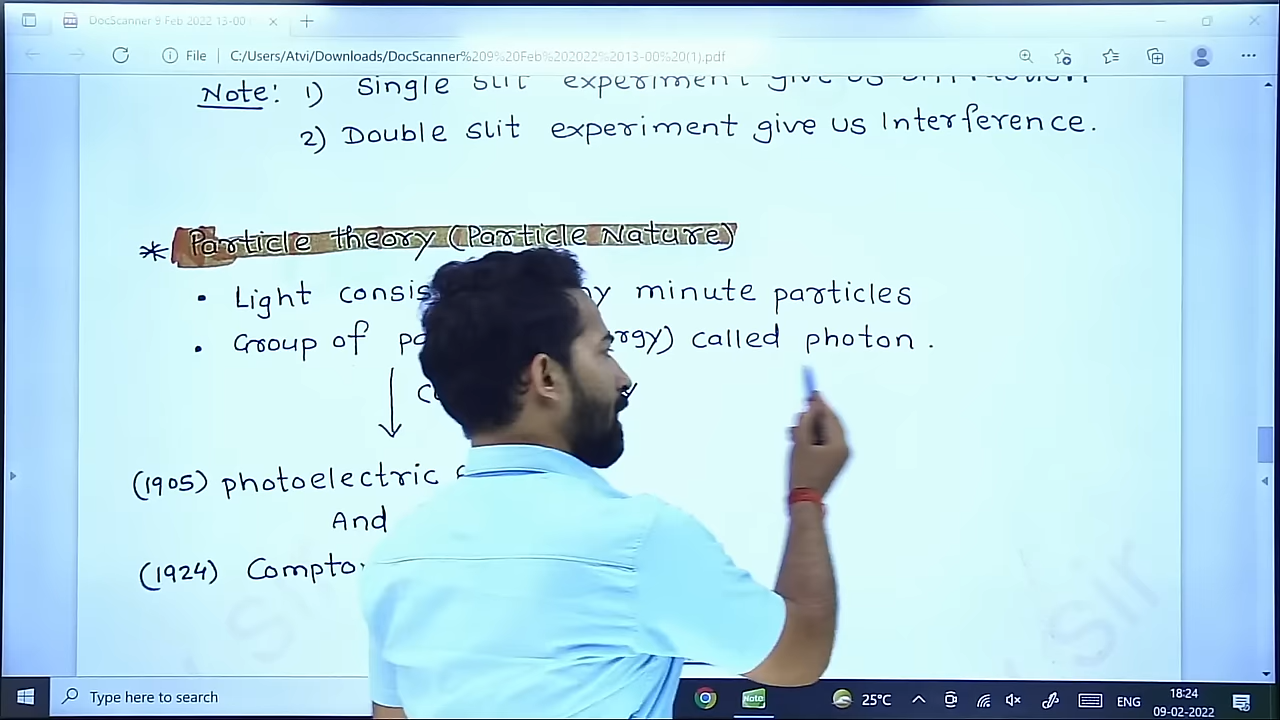 DocScanner 9 Feb 2022 13-00
File C:/Users/Atvi/Downloads/DocScanner%209%20Feb%202022%2013-00%20(1).pdf
Note: 1) Single slit experiment give us
2) Double slit experiment give us Interference.
* Particle theory (Particle Nature)
• Light minute particles
• Group of called photon.
(1905) photoelectric
And
(1924)
Type here to search
25°C
ENG
18:24
09-02-2022
Note